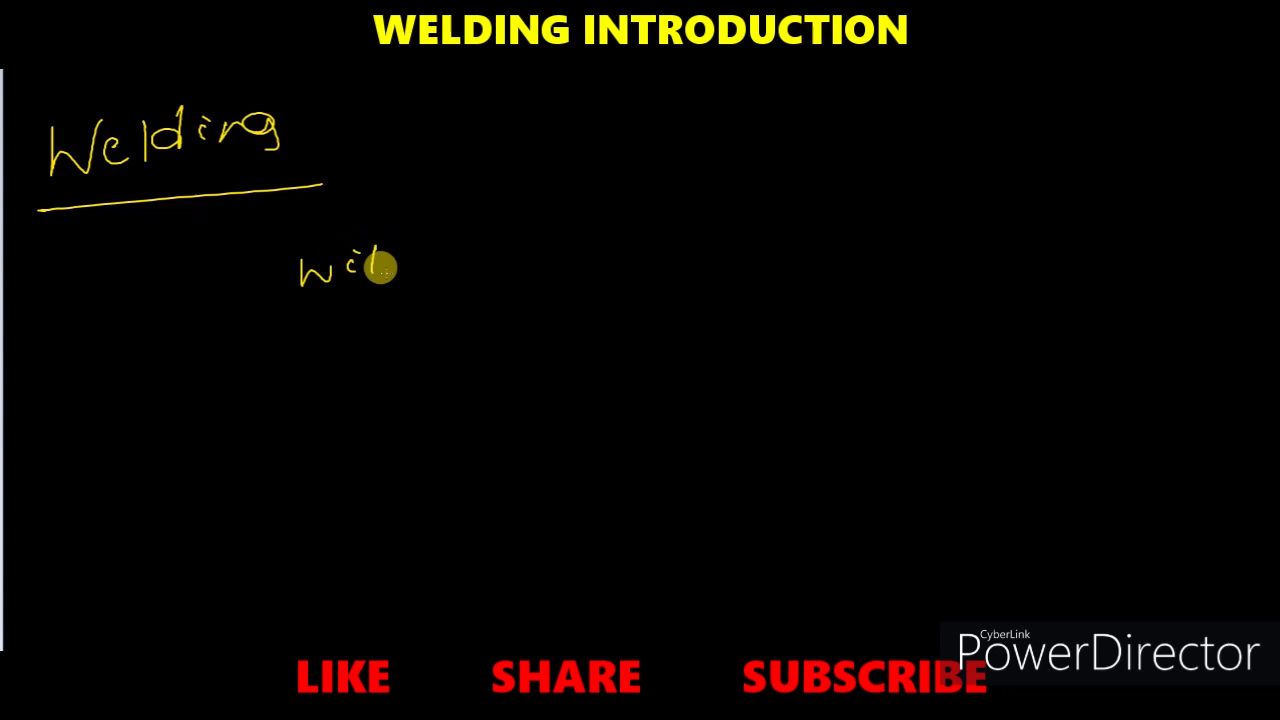 WELDING INTRODUCTION
Welding
CyberLink
PowerDirector
LIKE SHARE SUBSCRIBE